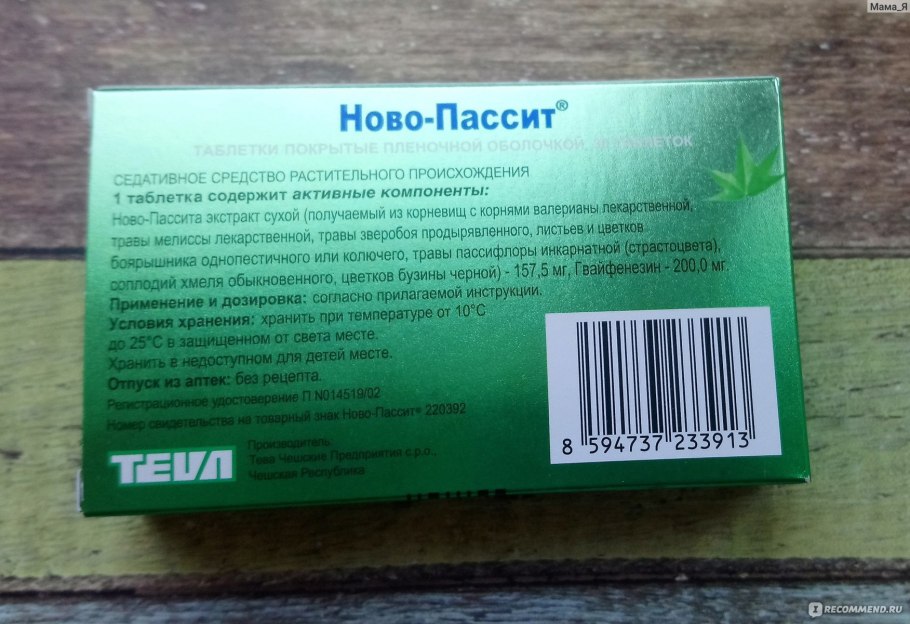 Мама_Я
Ново-Пассит®
ТАБЛЕТКИ ПОКРЫТЫЕ ПЛЕНОЧНОЙ ОБОЛОЧКОЙ, ТАБЛЕТОК
СЕДАТИВНОЕ СРЕДСТВО РАСТИТЕЛЬНОГО ПРОИСХОЖДЕНИЯ
1 таблетка содержит активные компоненты:
Ново-Пассита экстракт сухой (получаемый из корневищ с корнями валерианы лекарственной,
травы мелиссы лекарственной, травы зверобоя продырявленного, листьев и цветков
боярышника однопестичного или колючего, травы пассифлоры инкарнатной (страстоцвета),
соплодий хмеля обыкновенного, цветков бузины черной) - 157,5 мг, Гвайфенезин - 200,0 мг.
Применение и дозировка: согласно прилагаемой инструкции.
Условия хранения: хранить при температуре от 10°C
до 25°C в защищенном от света месте.
Хранить в недоступном для детей месте.
Отпуск из аптек: без рецепта.
Регистрационное удостоверение П N014519/02
Номер свидетельства на товарный знак Ново-Пассит® 220392
TEVA
Производитель:
Тева Чешские Предприятия с.р.о.,
Чешская Республика
8 594737 233913
RECOMMEND.RU